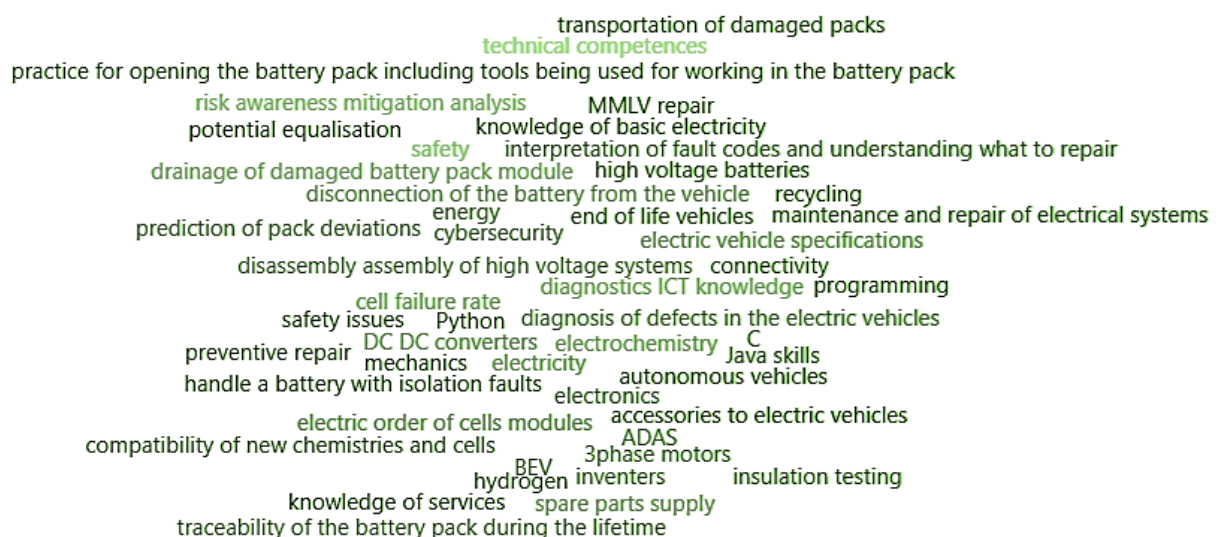 transportation of damaged packs
technical competences
practice for opening the battery pack including tools being used for working in the battery pack
risk awareness mitigation analysis
MMLV repair
potential equalisation
knowledge of basic electricity
safety
interpretation of fault codes and understanding what to repair
drainage of damaged battery pack module
high voltage batteries
disconnection of the battery from the vehicle
recycling
energy
end of life vehicles
maintenance and repair of electrical systems
prediction of pack deviations
cybersecurity
electric vehicle specifications
disassembly assembly of high voltage systems
connectivity
diagnostics ICT knowledge
programming
cell failure rate
safety issues
Python
diagnosis of defects in the electric vehicles
DC DC converters
electrochemistry
C
preventive repair
mechanics
electricity
Java skills
handle a battery with isolation faults
autonomous vehicles
electronics
electric order of cells modules
accessories to electric vehicles
compatibility of new chemistries and cells
ADAS
3phase motors
BEV
hydrogen
inventers
insulation testing
knowledge of services
spare parts supply
traceability of the battery pack during the lifetime